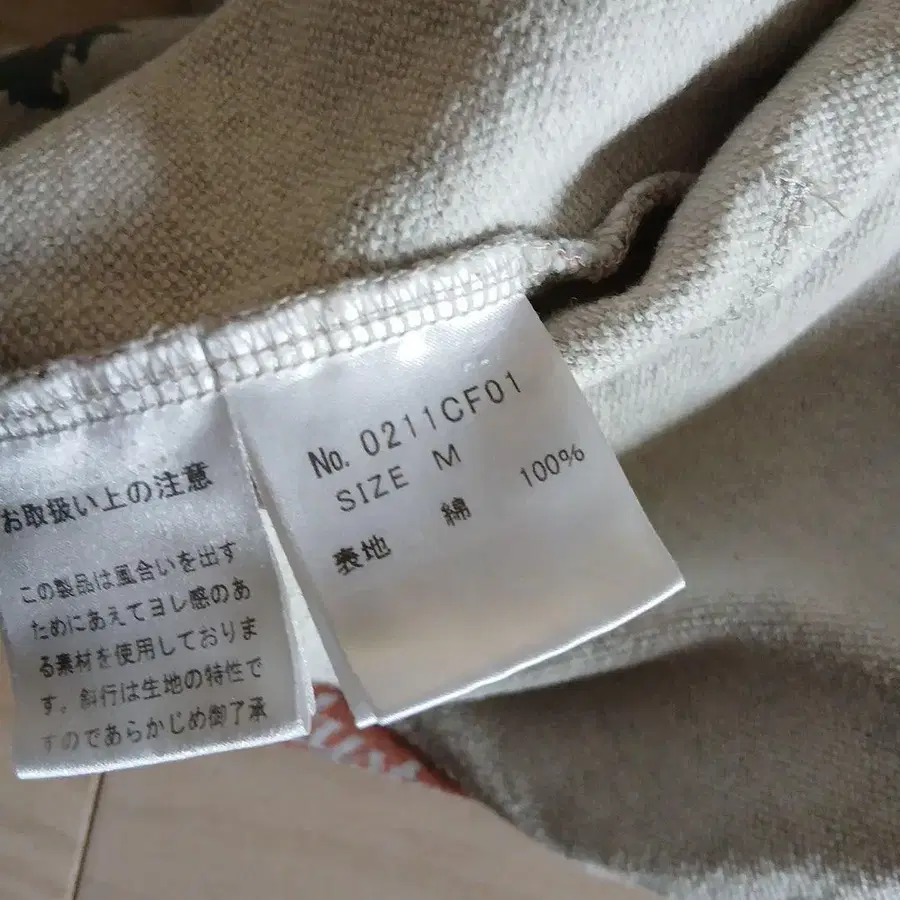 お取扱い上の注意
この製品は風合いを出す
ためにあえてヨレ感のあ
る素材を使用しておりま
す。斜行は生地の特性で
すのであらかじめ御了承
No. 0211CF01
SIZE M
表地 綿 100%